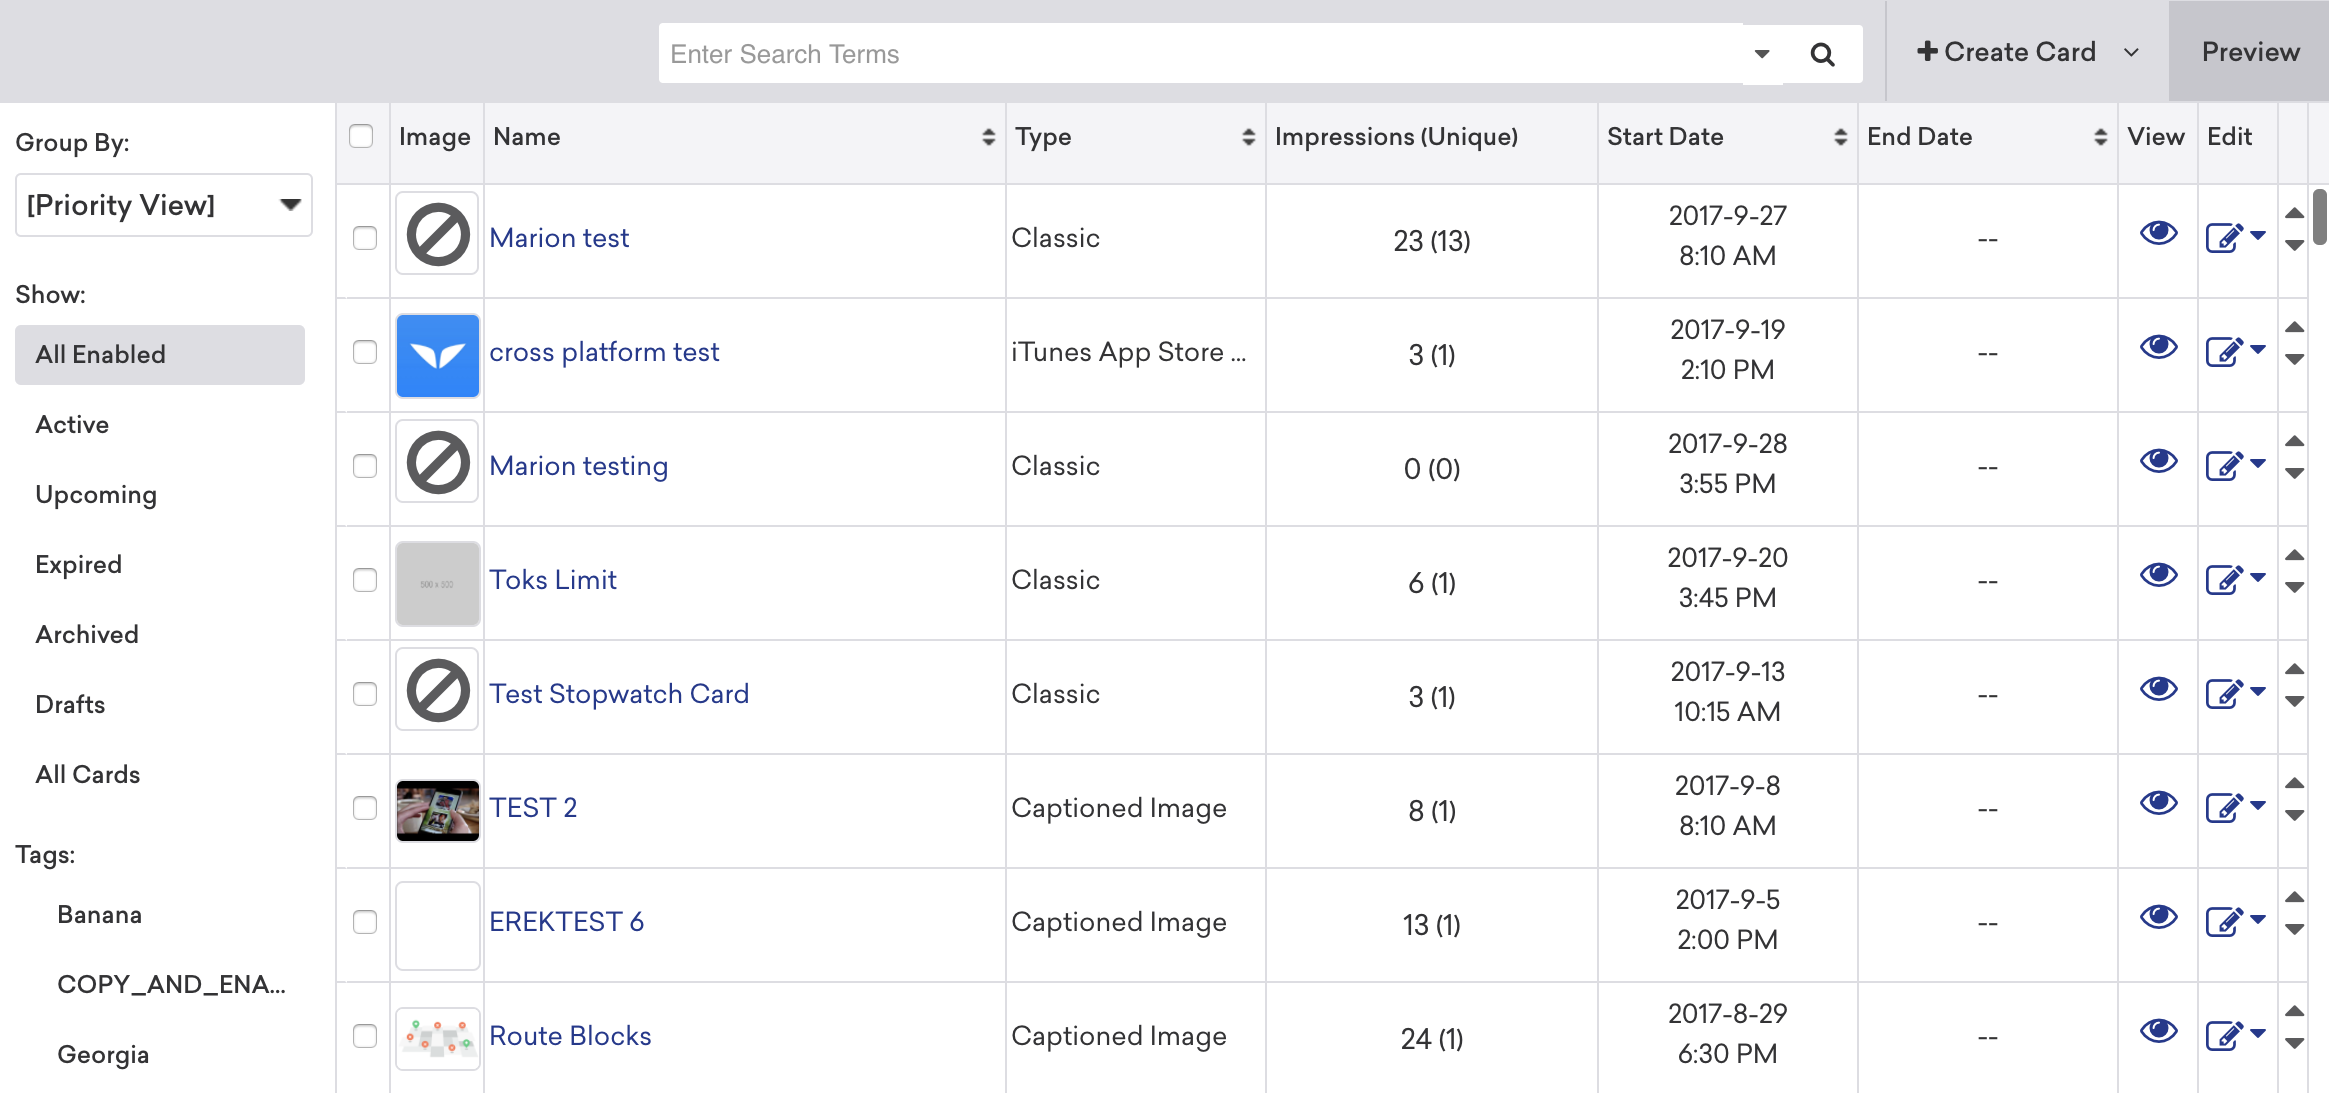 Enter Search Terms
Create Card
Preview
Group By:
[Priority View]
Show:
All Enabled
Active
Upcoming
Expired
Archived
Drafts
All Cards
Tags:
Banana
COPY_AND_ENA...
Georgia
Image Name Type Impressions (Unique) Start Date End Date View Edit
Marion test Classic 23 (13) 2017-9-27 8:10 AM --
cross platform test iTunes App Store ... 3 (1) 2017-9-19 2:10 PM --
Marion testing Classic 0 (0) 2017-9-28 3:55 PM --
Toks Limit Classic 6 (1) 2017-9-20 3:45 PM --
Test Stopwatch Card Classic 3 (1) 2017-9-13 10:15 AM --
TEST 2 Captioned Image 8 (1) 2017-9-8 8:10 AM --
EREKTEST 6 Captioned Image 13 (1) 2017-9-5 2:00 PM --
Route Blocks Captioned Image 24 (1) 2017-8-29 6:30 PM --